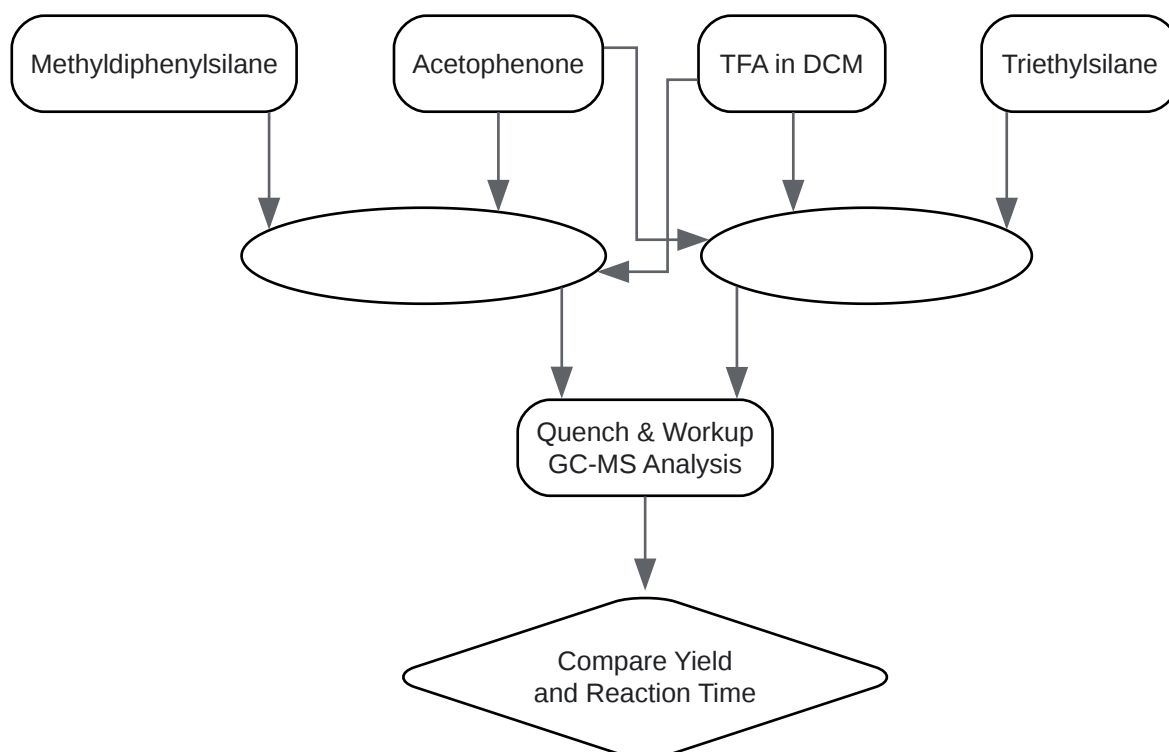 Methyldiphenylsilane
Acetophenone
TFA in DCM
Triethylsilane
Quench & Workup
GC-MS Analysis
Compare Yield
and Reaction Time